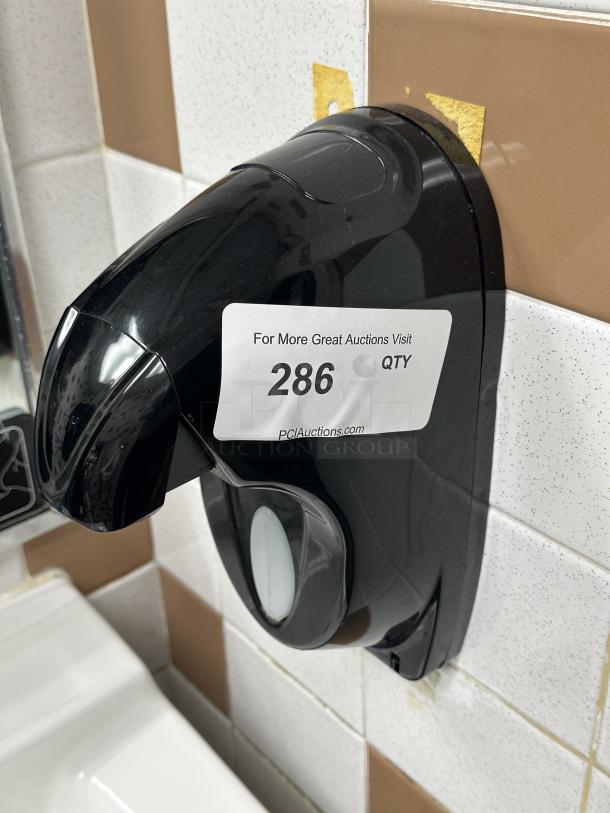 For More Great Auctions Visit
286 QTY
PCIAuctions.com
PCI
AUCTION GROUP